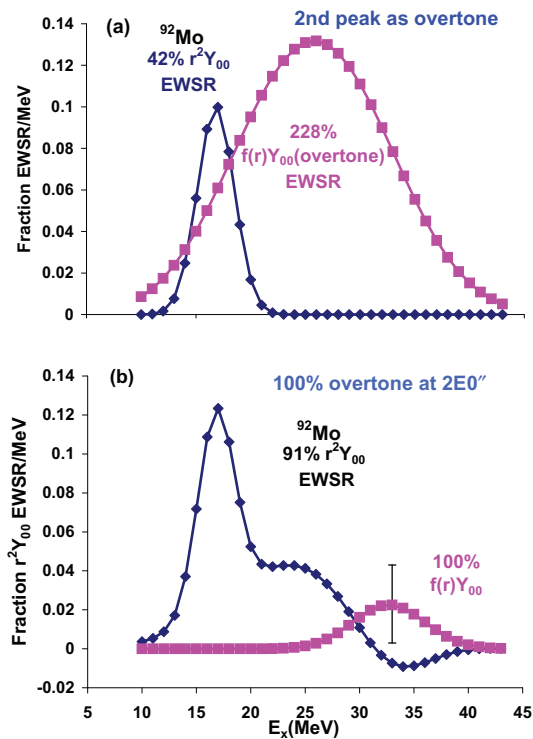 (a)
2nd peak as overtone
⁹²Mo
42% r²Y₀₀
EWSR
228%
f(r)Y₀₀(overtone)
EWSR
Fraction EWSR/MeV
0.14
0.12
0.1
0.08
0.06
0.04
0.02
0
(b)
100% overtone at 2E0″
⁹²Mo
91% r²Y₀₀
EWSR
100%
f(r)Y₀₀
Fraction r²Y₀₀ EWSR/MeV
0.14
0.12
0.1
0.08
0.06
0.04
0.02
0
-0.02
5 10 15 20 25 30 35 40 45
Eₓ(MeV)